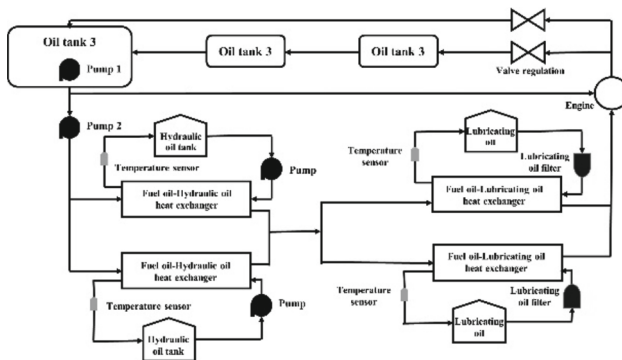 Oil tank 3
Oil tank 3
Oil tank 3
Pump 1
Valve regulation
Engine
Pump 2
Hydraulic
oil tank
Temperature sensor
Pump
Fuel oil-Hydraulic oil
heat exchanger
Lubricating
oil
Temperature
sensor
Lubricating
oil filter
Fuel oil-Lubricating oil
heat exchanger
Fuel oil-Hydraulic oil
heat exchanger
Temperature sensor
Pump
Hydraulic
oil tank
Fuel oil-Lubricating oil
heat exchanger
Temperature
sensor
Lubricating
oil filter
Lubricating
oil